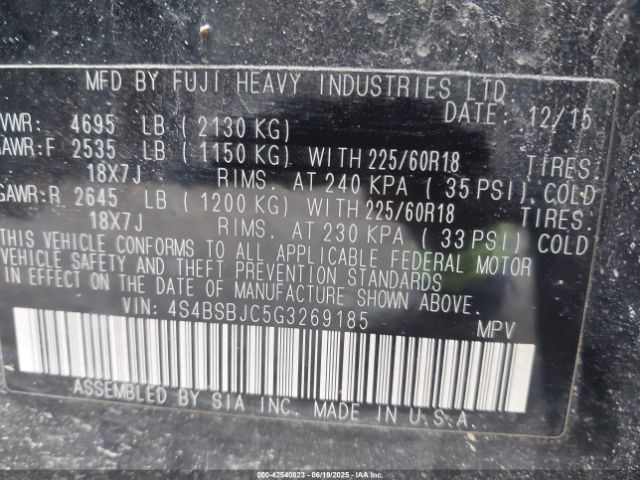 MFD BY FUJI HEAVY INDUSTRIES LTD
DATE: 12/15
VWR: 4695 LB ( 2130 KG)
AWR:F 2535 LB ( 1150 KG) WITH 225/60R18 TIRES
18X7J RIMS. AT 240 KPA ( 35 PSI) COLD
GAWR:R 2645 LB ( 1200 KG) WITH 225/60R18 TIRES.
18X7J RIMS. AT 230 KPA ( 33 PSI) COLD
THIS VEHICLE CONFORMS TO ALL APPLICABLE FEDERAL MOTOR
VEHICLE SAFETY AND THEFT PREVENTION STANDARDS
IN EFFECT ON THE DATE OF MANUFACTURE SHOWN ABOVE.
VIN: 4S4BSBJC5G3269185 MPV
ASSEMBLED BY SIA INC. MADE IN U.S.A.
000-42540823 - 06/19/2025 - IAAI.COM